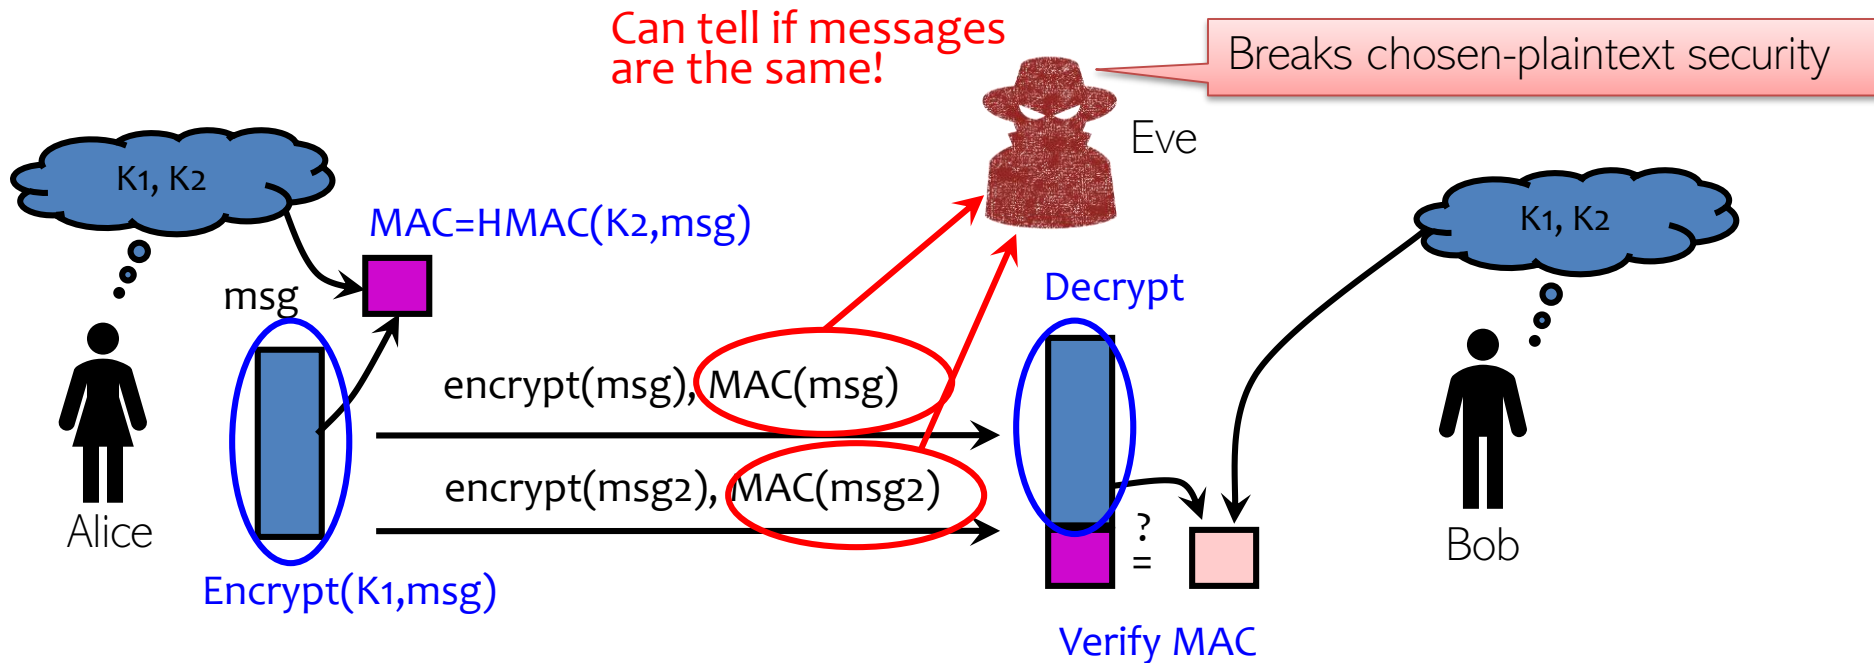 Can tell if messages
are the same!
Breaks chosen-plaintext security
Eve
K1, K2
K1, K2
MAC=HMAC(K2,msg)
msg
Decrypt
encrypt(msg), MAC(msg)
encrypt(msg2), MAC(msg2)
Alice
?
=
Bob
Encrypt(K1,msg)
Verify MAC